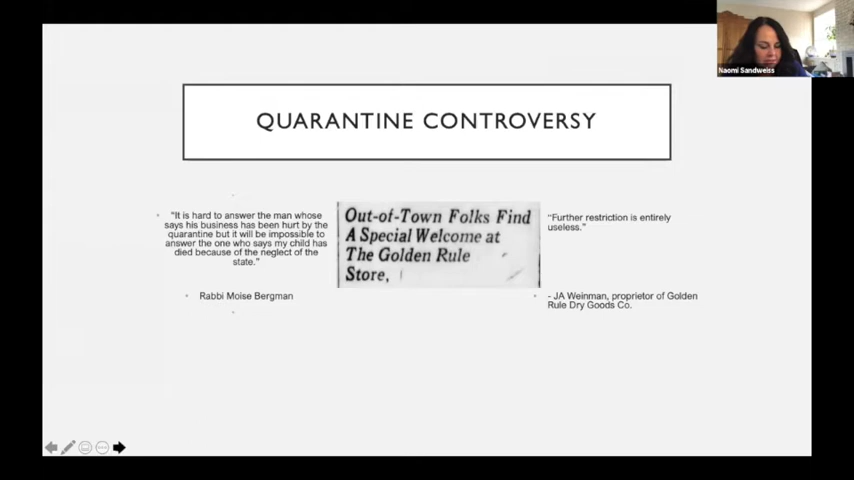 Naomi Sandweiss
QUARANTINE CONTROVERSY
"It is hard to answer the man whose
says his business has been hurt by the
quarantine but it will be impossible to
answer the one who says my child has
died because of the neglect of the
state."
Rabbi Moise Bergman
Out-of-Town Folks Find
A Special Welcome at
The Golden Rule
Store,
“Further restriction is entirely
useless.”
- JA Weinman, proprietor of Golden
Rule Dry Goods Co.